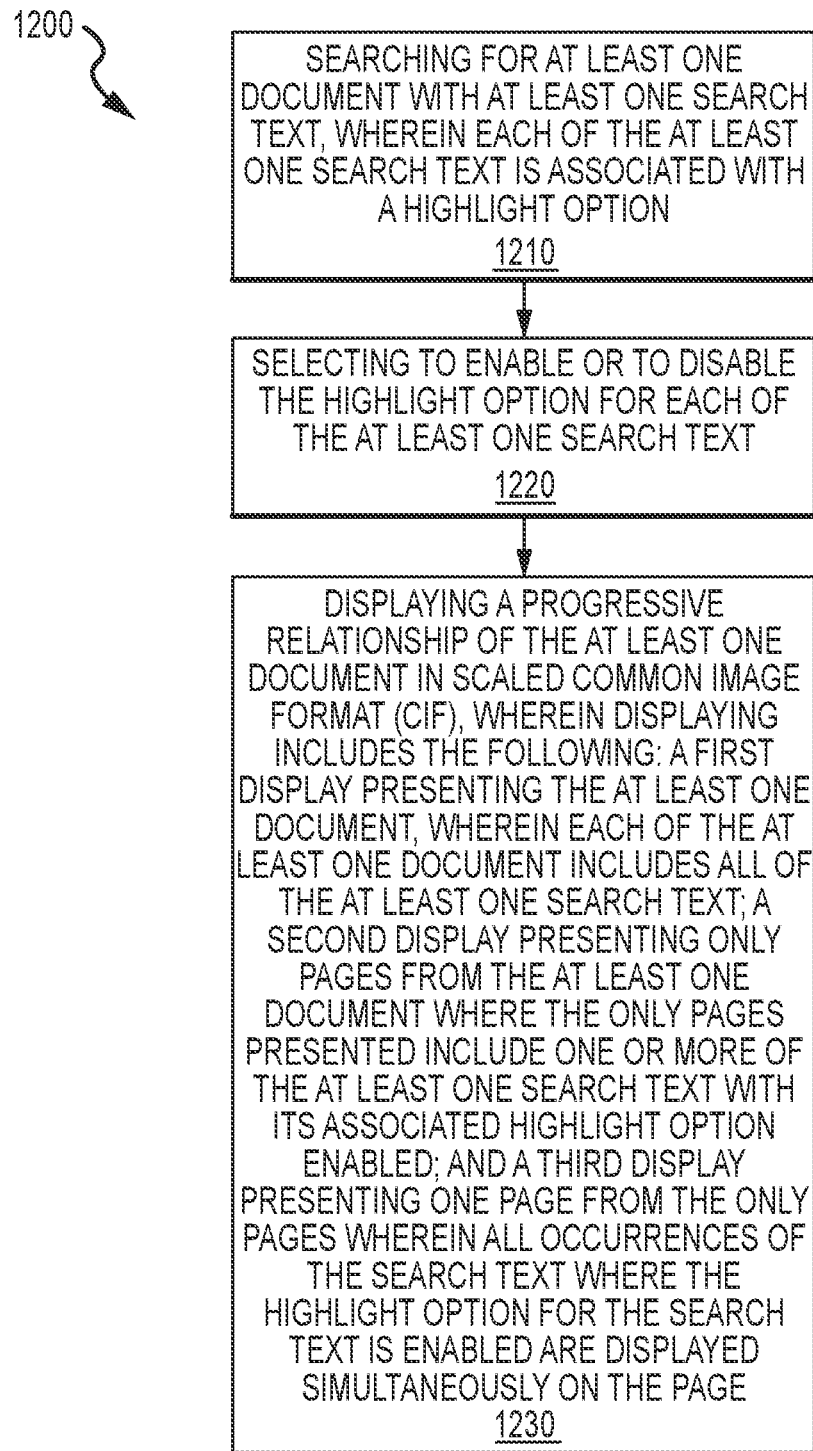 1200
SEARCHING FOR AT LEAST ONE
DOCUMENT WITH AT LEAST ONE SEARCH
TEXT, WHEREIN EACH OF THE AT LEAST
ONE SEARCH TEXT IS ASSOCIATED WITH
A HIGHLIGHT OPTION
1210
SELECTING TO ENABLE OR TO DISABLE
THE HIGHLIGHT OPTION FOR EACH OF
THE AT LEAST ONE SEARCH TEXT
1220
DISPLAYING A PROGRESSIVE
RELATIONSHIP OF THE AT LEAST ONE
DOCUMENT IN SCALED COMMON IMAGE
FORMAT (CIF), WHEREIN DISPLAYING
INCLUDES THE FOLLOWING: A FIRST
DISPLAY PRESENTING THE AT LEAST ONE
DOCUMENT, WHEREIN EACH OF THE AT
LEAST ONE DOCUMENT INCLUDES ALL OF
THE AT LEAST ONE SEARCH TEXT; A
SECOND DISPLAY PRESENTING ONLY
PAGES FROM THE AT LEAST ONE
DOCUMENT WHERE THE ONLY PAGES
PRESENTED INCLUDE ONE OR MORE OF
THE AT LEAST ONE SEARCH TEXT WITH
ITS ASSOCIATED HIGHLIGHT OPTION
ENABLED; AND A THIRD DISPLAY
PRESENTING ONE PAGE FROM THE ONLY
PAGES WHEREIN ALL OCCURRENCES OF
THE SEARCH TEXT WHERE THE
HIGHLIGHT OPTION FOR THE SEARCH
TEXT IS ENABLED ARE DISPLAYED
SIMULTANEOUSLY ON THE PAGE
1230